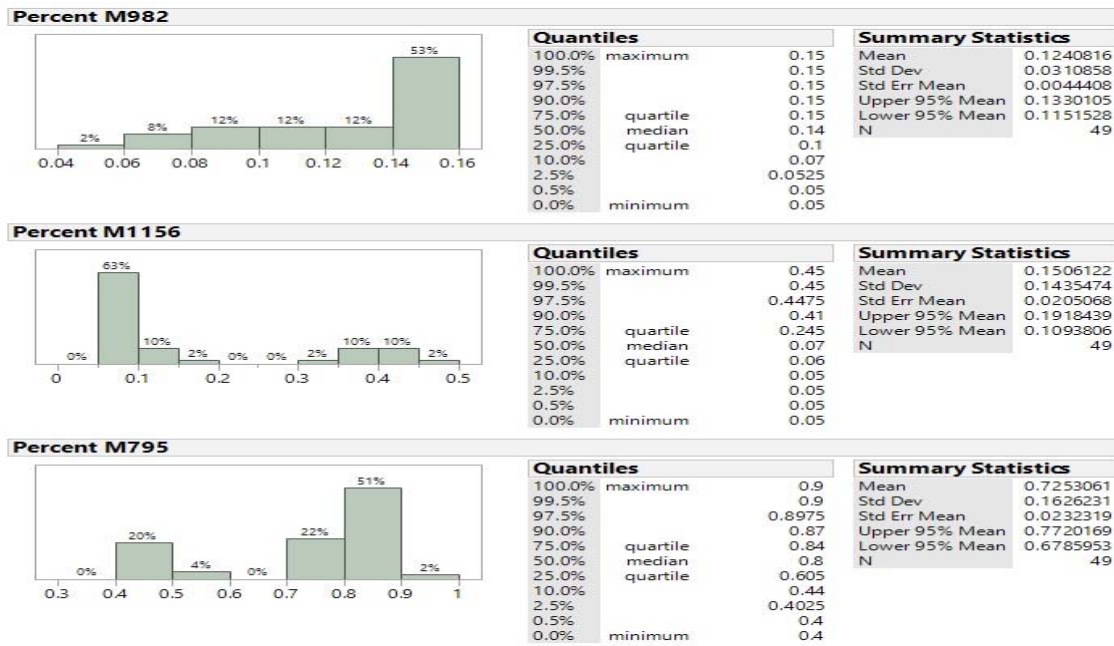 Percent M982
53%
12%
12%
12%
8%
2%
0.04 0.06 0.08 0.1 0.12 0.14 0.16
Quantiles
100.0% maximum 0.15
99.5% 0.15
97.5% 0.15
90.0% 0.15
75.0% quartile 0.15
50.0% median 0.14
25.0% quartile 0.1
10.0% 0.07
2.5% 0.0525
0.5% 0.05
0.0% minimum 0.05
Summary Statistics
Mean 0.1240816
Std Dev 0.0310858
Std Err Mean 0.0044408
Upper 95% Mean 0.1330105
Lower 95% Mean 0.1151528
N 49
Percent M1156
63%
10% 10% 10%
0% 2% 0% 0% 2% 2%
0 0.1 0.2 0.3 0.4 0.5
Quantiles
100.0% maximum 0.45
99.5% 0.45
97.5% 0.4475
90.0% 0.41
75.0% quartile 0.245
50.0% median 0.07
25.0% quartile 0.06
10.0% 0.05
2.5% 0.05
0.5% 0.05
0.0% minimum 0.05
Summary Statistics
Mean 0.1506122
Std Dev 0.1435474
Std Err Mean 0.0205068
Upper 95% Mean 0.1918439
Lower 95% Mean 0.1093806
N 49
Percent M795
51%
20% 22%
0% 4% 0% 2%
0.3 0.4 0.5 0.6 0.7 0.8 0.9 1
Quantiles
100.0% maximum 0.9
99.5% 0.9
97.5% 0.8975
90.0% 0.87
75.0% quartile 0.84
50.0% median 0.8
25.0% quartile 0.605
10.0% 0.44
2.5% 0.4025
0.5% 0.4
0.0% minimum 0.4
Summary Statistics
Mean 0.7253061
Std Dev 0.1626231
Std Err Mean 0.0232319
Upper 95% Mean 0.7720169
Lower 95% Mean 0.6785953
N 49